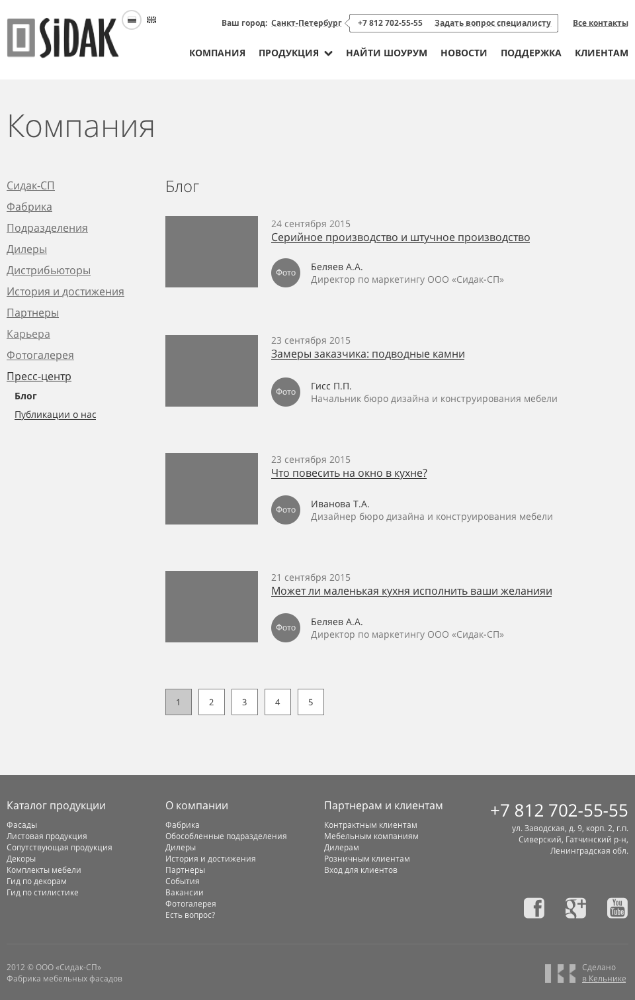 SiDAK
Ваш город: Санкт-Петербург
+7 812 702-55-55 Задать вопрос специалисту
Все контакты
КОМПАНИЯ ПРОДУКЦИЯ НАЙТИ ШОУРУМ НОВОСТИ ПОДДЕРЖКА КЛИЕНТАМ
Компания
Сидак-СП
Фабрика
Подразделения
Дилеры
Дистрибьюторы
История и достижения
Партнеры
Карьера
Фотогалерея
Пресс-центр
Блог
Публикации о нас
Блог
24 сентября 2015
Серийное производство и штучное производство
Фото
Беляев А.А.
Директор по маркетингу ООО «Сидак-СП»
23 сентября 2015
Замеры заказчика: подводные камни
Фото
Гисс П.П.
Начальник бюро дизайна и конструирования мебели
23 сентября 2015
Что повесить на окно в кухне?
Фото
Иванова Т.А.
Дизайнер бюро дизайна и конструирования мебели
21 сентября 2015
Может ли маленькая кухня исполнить ваши желанияи
Фото
Беляев А.А.
Директор по маркетингу ООО «Сидак-СП»
1 2 3 4 5
Каталог продукции
Фасады
Листовая продукция
Сопутствующая продукция
Декоры
Комплекты мебели
Гид по декорам
Гид по стилистике
О компании
Фабрика
Обособленные подразделения
Дилеры
История и достижения
Партнеры
События
Вакансии
Фотогалерея
Есть вопрос?
Партнерам и клиентам
Контрактным клиентам
Мебельным компаниям
Дилерам
Розничным клиентам
Вход для клиентов
+7 812 702-55-55
ул. Заводская, д. 9, корп. 2, г.п.
Сиверский, Гатчинский р-н,
Ленинградская обл.
You
Tube
2012 © ООО «Сидак-СП»
Фабрика мебельных фасадов
Сделано
в Кельнике